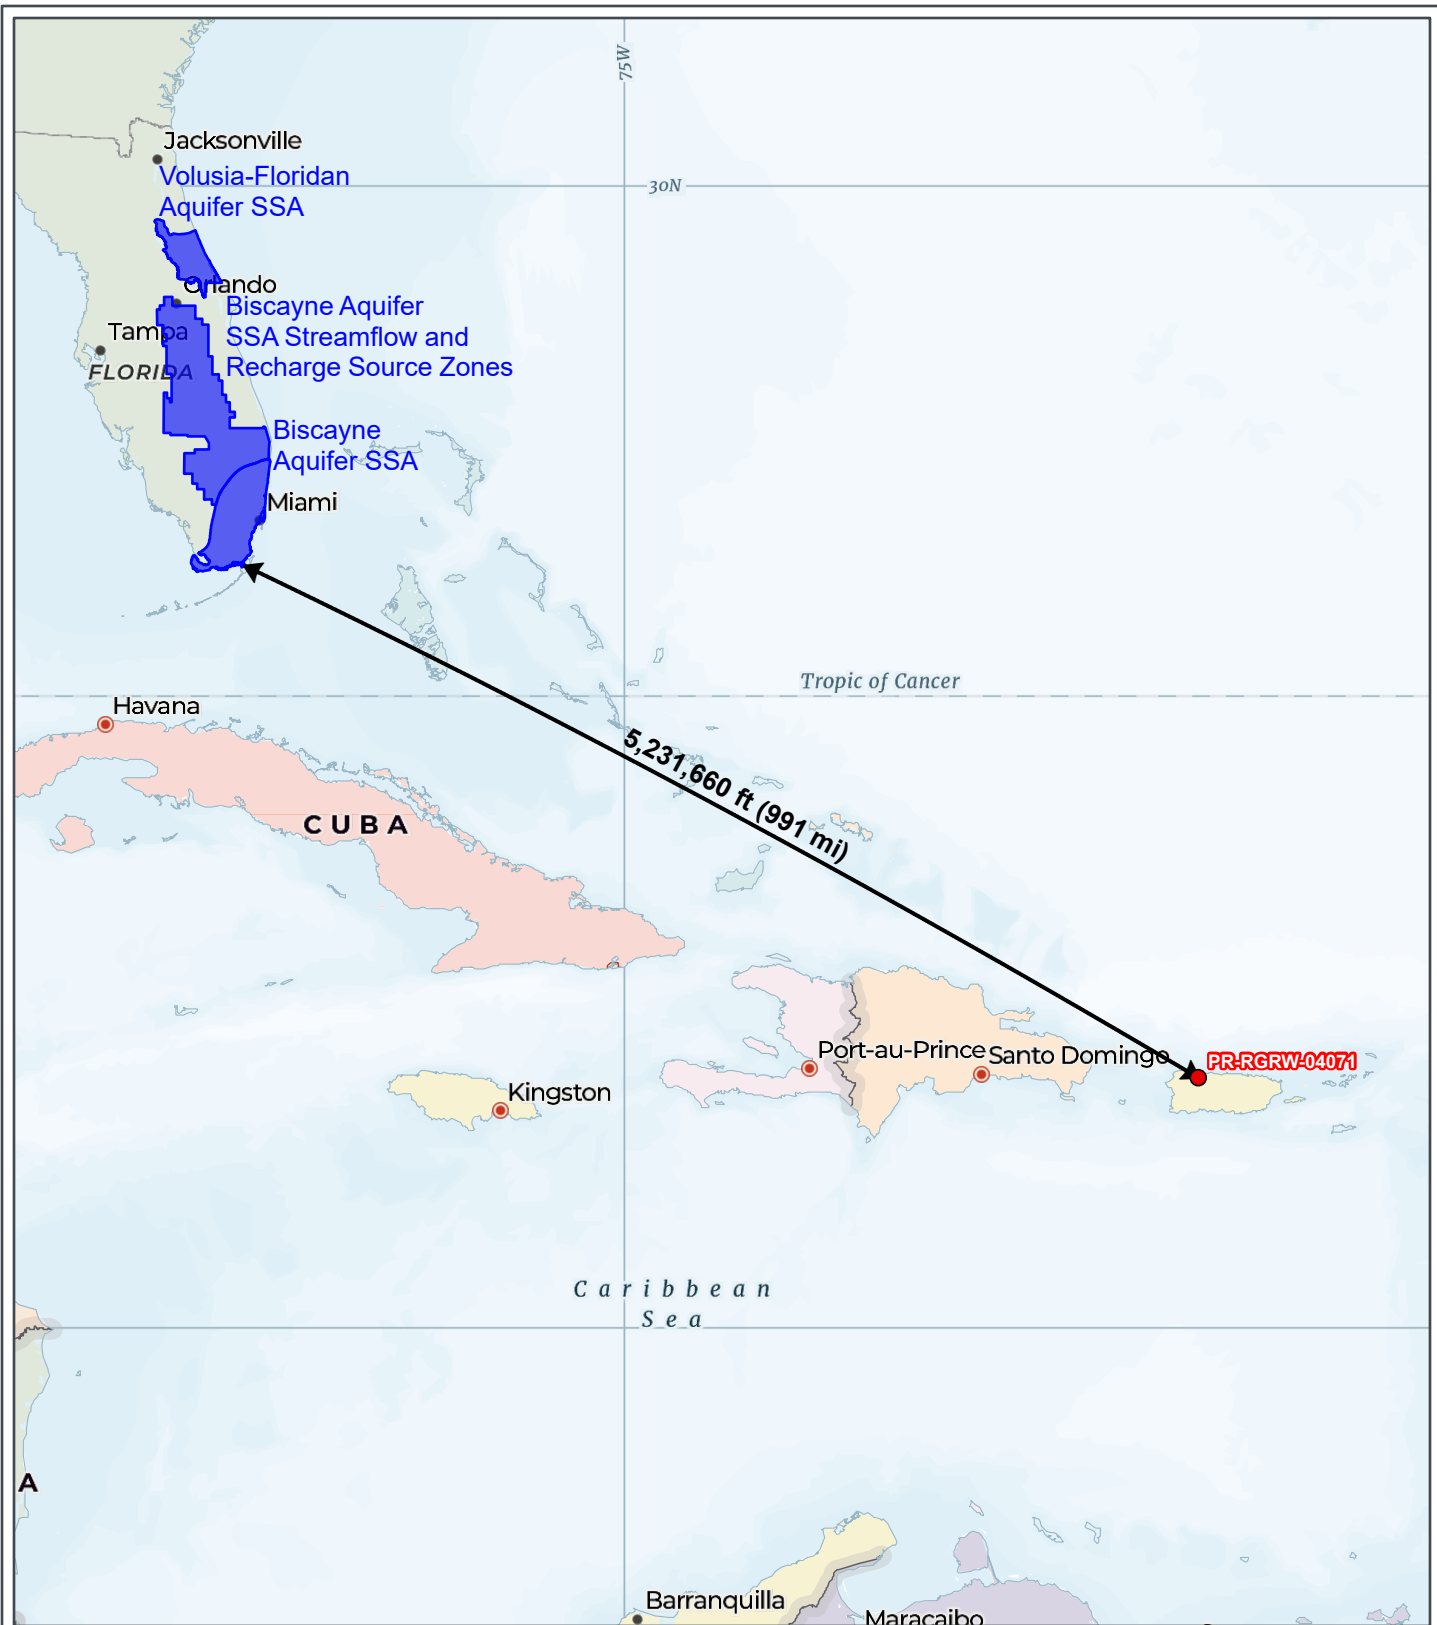 75W
Jacksonville
Volusia-Floridan
Aquifer SSA
30N
Orlando
Biscayne Aquifer
SSA Streamflow and
Recharge Source Zones
Tampa
FLORIDA
Biscayne
Aquifer SSA
Miami
Tropic of Cancer
Havana
5,231,660 ft (991 mi)
CUBA
Port-au-Prince
Santo Domingo
PR-RGRW-04071
Kingston
Caribbean
Sea
A
Barranquilla
Maracaibo